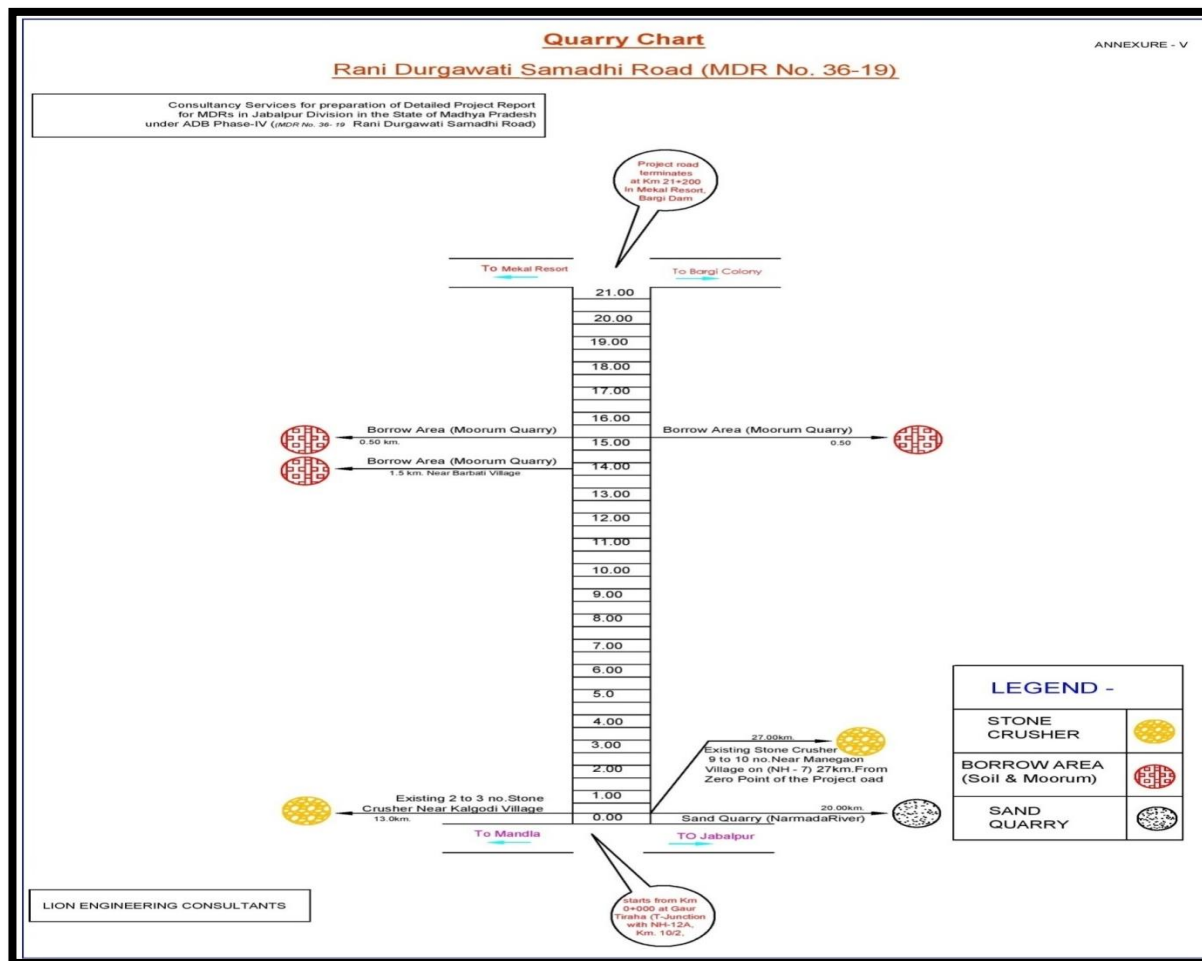 Quarry Chart
ANNEXURE - V
Rani Durgawati Samadhi Road (MDR No. 36-19)
Consultancy Services for preparation of Detailed Project Report
for MDRs in Jabalpur Division in the State of Madhya Pradesh
under ADB Phase-IV ((MDR No. 36- 19 Rani Durgawati Samadhi Road)
Project road
terminates
at Km 21+200
In Mekal Resort,
Bargi Dam
To Mekal Resort
To Bargi Colony
21.00
20.00
19.00
18.00
17.00
16.00
Borrow Area (Moorum Quarry)
0.50 km.
Borrow Area (Moorum Quarry)
0.50
15.00
Borrow Area (Moorum Quarry)
1.5 km. Near Barbati Village
14.00
13.00
12.00
11.00
10.00
9.00
8.00
7.00
6.00
5.0
4.00
3.00
2.00
1.00
0.00
27.00km.
Existing Stone Crusher
9 to 10 no.Near Manegaon
Village on (NH - 7) 27km.From
Zero Point of the Project oad
Existing 2 to 3 no.Stone
Crusher Near Kalgodi Village
13.0km.
20.00km.
Sand Quarry (NarmadaRiver)
To Mandla
TO Jabalpur
starts from Km
0+000 at Gaur
Tiraha (T-Junction
with NH-12A,
Km. 10/2,
LEGEND -
STONE
CRUSHER
BORROW AREA
(Soil & Moorum)
SAND
QUARRY
LION ENGINEERING CONSULTANTS